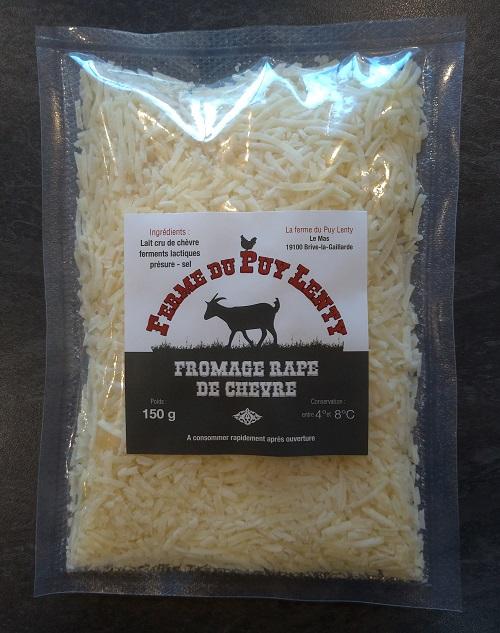 Ingrédients :
Lait cru de chèvre
ferments lactiques
présure - sel
La ferme du Puy Lenty
Le Mas
19100 Brive-la-Gaillarde
FERME DU PUY LENTY
FROMAGE RAPE
DE CHEVRE
Poids :
150 g
Conservation :
entre 4° et 8°C
A consommer rapidement après ouverture